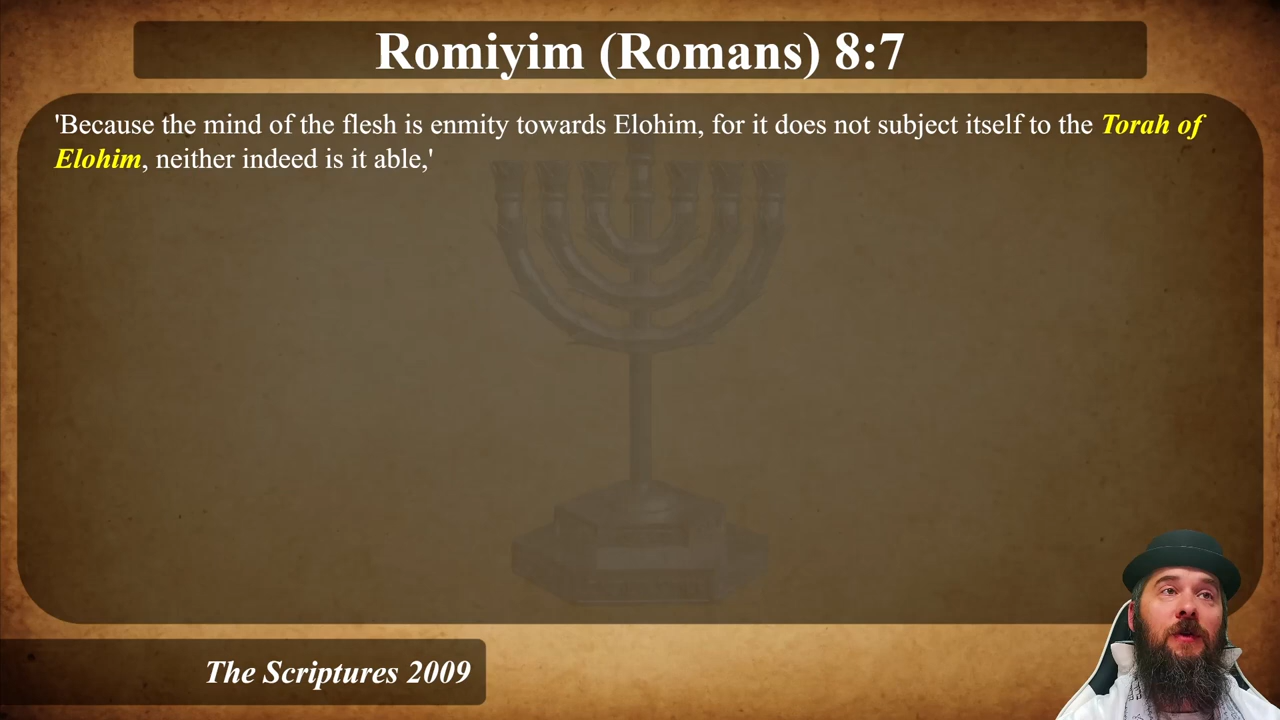 Romiyim (Romans) 8:7
'Because the mind of the flesh is enmity towards Elohim, for it does not subject itself to the Torah of
Elohim, neither indeed is it able,'
The Scriptures 2009